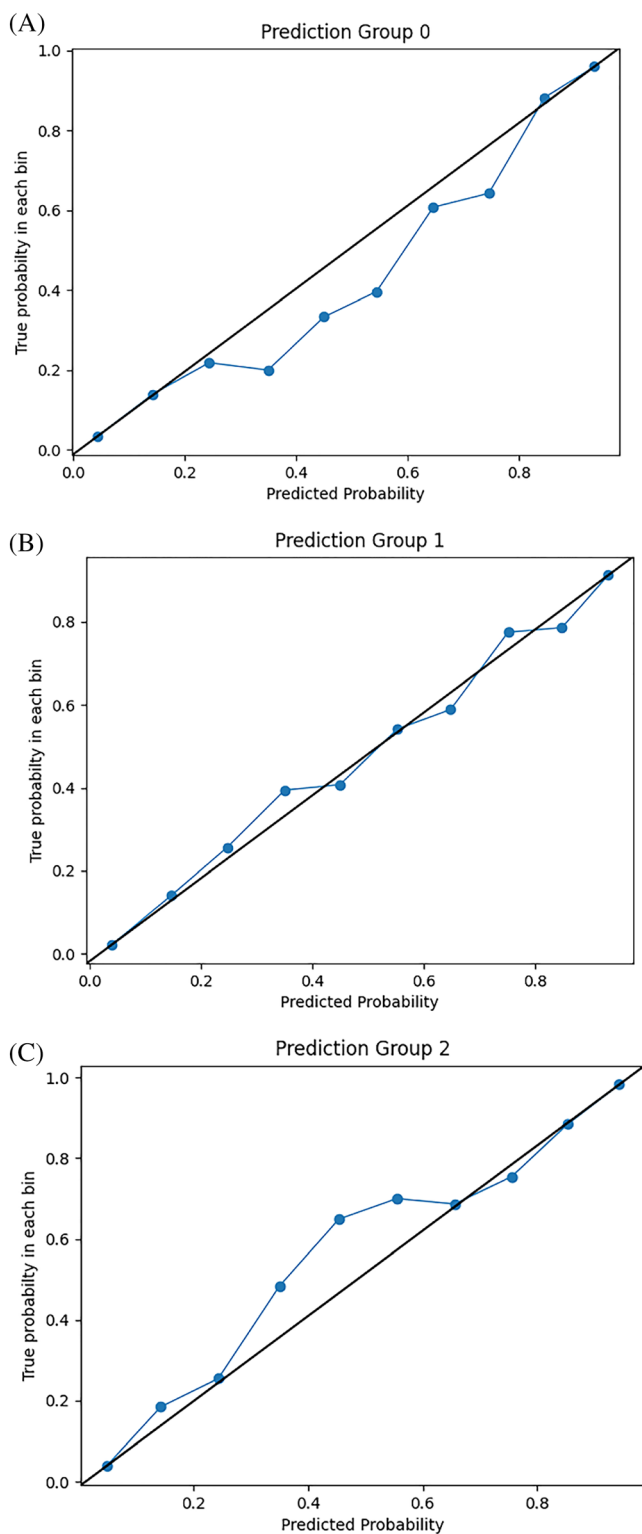 (A)
Prediction Group 0
1.0
0.8
0.6
0.4
0.2
0.0
True probabilty in each bin
0.0 0.2 0.4 0.6 0.8
Predicted Probability
(B)
Prediction Group 1
0.8
0.6
0.4
0.2
0.0
True probabilty in each bin
0.0 0.2 0.4 0.6 0.8
Predicted Probability
(C)
Prediction Group 2
1.0
0.8
0.6
0.4
0.2
0.0
True probabilty in each bin
0.2 0.4 0.6 0.8
Predicted Probability